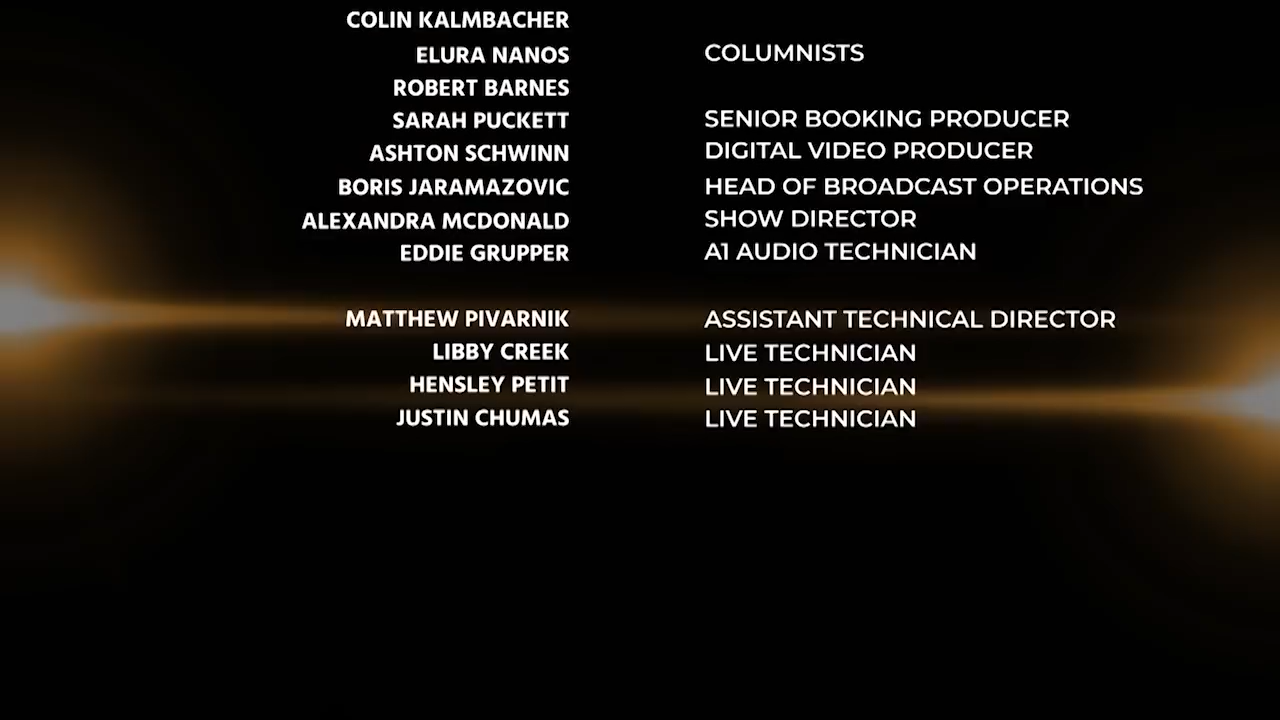 COLIN KALMBACHER
ELURA NANOS COLUMNISTS
ROBERT BARNES
SARAH PUCKETT SENIOR BOOKING PRODUCER
ASHTON SCHWINN DIGITAL VIDEO PRODUCER
BORIS JARAMAZOVIC HEAD OF BROADCAST OPERATIONS
ALEXANDRA MCDONALD SHOW DIRECTOR
EDDIE GRUPPER A1 AUDIO TECHNICIAN
MATTHEW PIVARNIK ASSISTANT TECHNICAL DIRECTOR
LIBBY CREEK LIVE TECHNICIAN
HENSLEY PETIT LIVE TECHNICIAN
JUSTIN CHUMAS LIVE TECHNICIAN